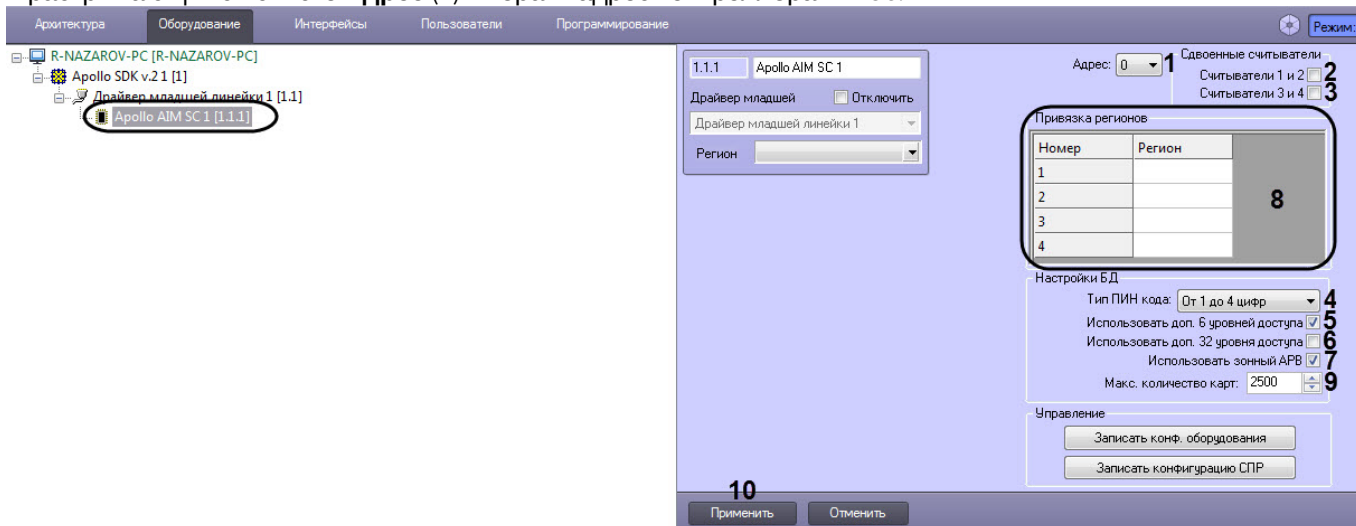 Архитектура Оборудование Интерфейсы Пользователи Программирование Режим:
R-NAZAROV-PC [R-NAZAROV-PC]
Apollo SDK v.2 1 [1]
Драйвер младшей линейки 1 [1.1]
Apollo AIM SC 1 [1.1.1]
1.1.1 Apollo AIM SC 1
Драйвер младшей Отключить
Драйвер младшей линейки 1
Регион
Адрес: 0 1
Сдвоенные считыватели
Считыватели 1 и 2 2
Считыватели 3 и 4 3
Привязка регионов
Номер Регион
1
2
3
4
8
Настройки БД
Тип ПИН кода: От 1 до 4 цифр 4
Использовать доп. 6 уровней доступа 5
Использовать доп. 32 уровня доступа 6
Использовать зонный APB 7
Макс. количество карт: 2500 9
Управление
Записать конф. оборудования
Записать конфигурацию СПР
10
Применить Отменить